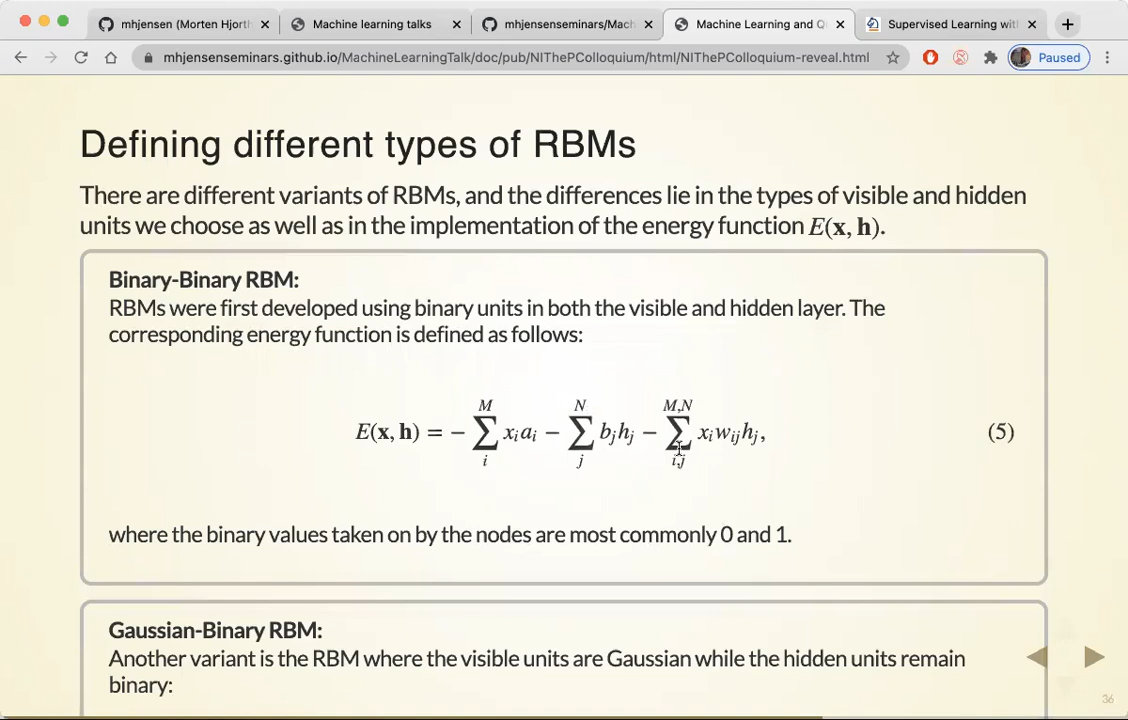 mhjensen (Morten Hjorth
Machine learning talks
mhjensenseminars/Mach
Machine Learning and Q
Supervised Learning wit
mhjensenseminars.github.io/MachineLearningTalk/doc/pub/NIThePColloquium/html/NIThePColloquium-reveal.html
Paused
Defining different types of RBMs
There are different variants of RBMs, and the differences lie in the types of visible and hidden
units we choose as well as in the implementation of the energy function E(x, h).
Binary-Binary RBM:
RBMs were first developed using binary units in both the visible and hidden layer. The
corresponding energy function is defined as follows:
E(x, h) = − ∑_i^M x_i a_i − ∑_j^N b_j h_j − ∑_{i,j}^{M,N} x_i w_{ij} h_j, (5)
where the binary values taken on by the nodes are most commonly 0 and 1.
Gaussian-Binary RBM:
Another variant is the RBM where the visible units are Gaussian while the hidden units remain
binary:
36